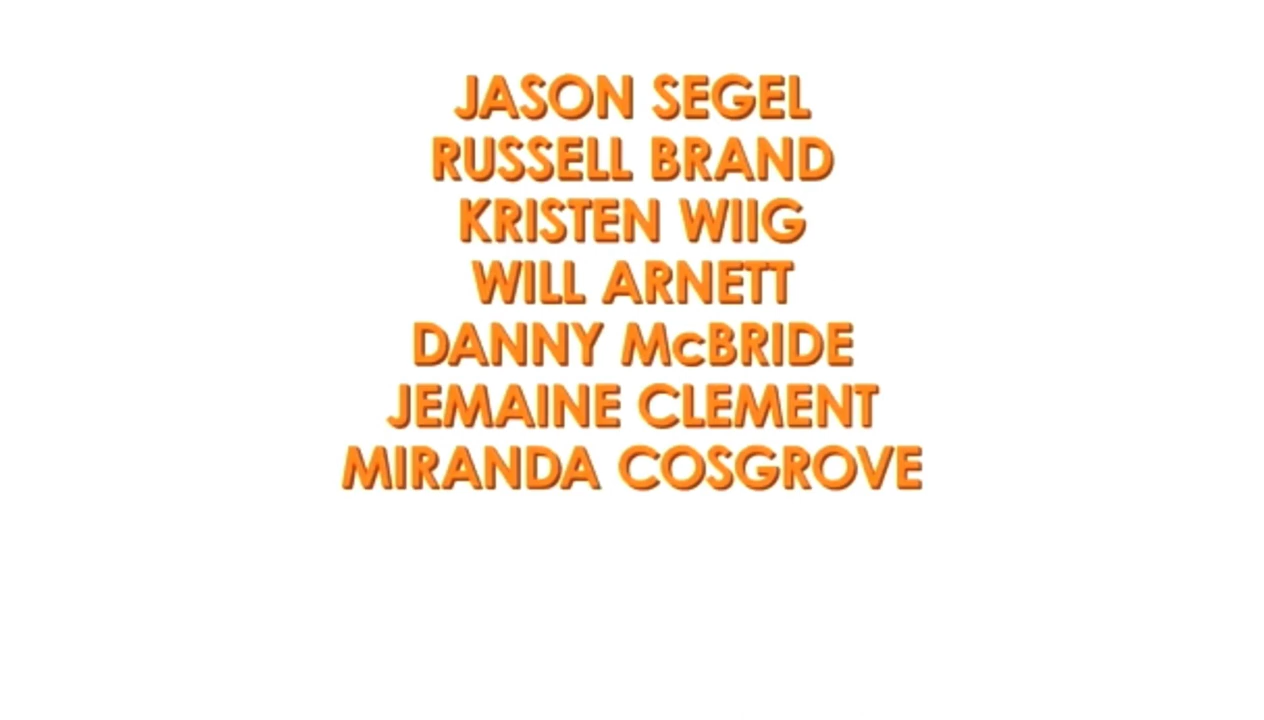 JASON SEGEL
RUSSELL BRAND
KRISTEN WIIG
WILL ARNETT
DANNY McBRIDE
JEMAINE CLEMENT
MIRANDA COSGROVE